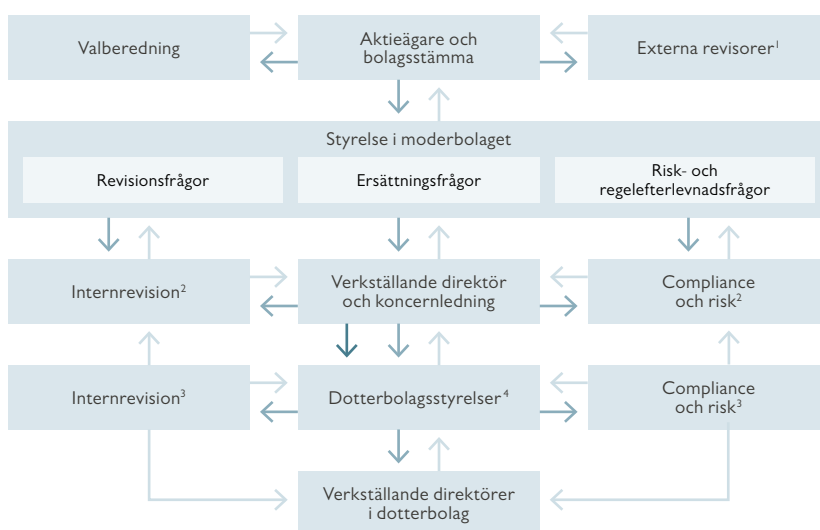 Valberedning
Aktieägare och
bolagsstämma
Externa revisorer¹
Styrelse i moderbolaget
Revisionsfrågor
Ersättningsfrågor
Risk- och
regelefterlevnadsfrågor
Internrevision²
Verkställande direktör
och koncernledning
Compliance
och risk²
Internrevision³
Dotterbolagsstyrelser⁴
Compliance
och risk³
Verkställande direktörer
i dotterbolag